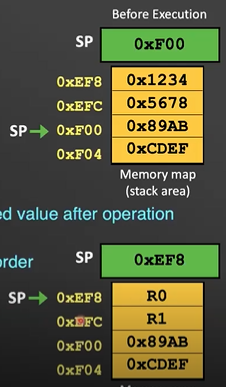 Before Execution
SP 0xF00
0xEF8 0x1234
0xEFC 0x5678
SP 0xF00 0x89AB
0xF04 0xCDEF
Memory map
(stack area)
ed value after operation
order SP 0xEF8
SP 0xEF8 R0
0xEFC R1
0xF00 0x89AB
0xF04 0xCDEF